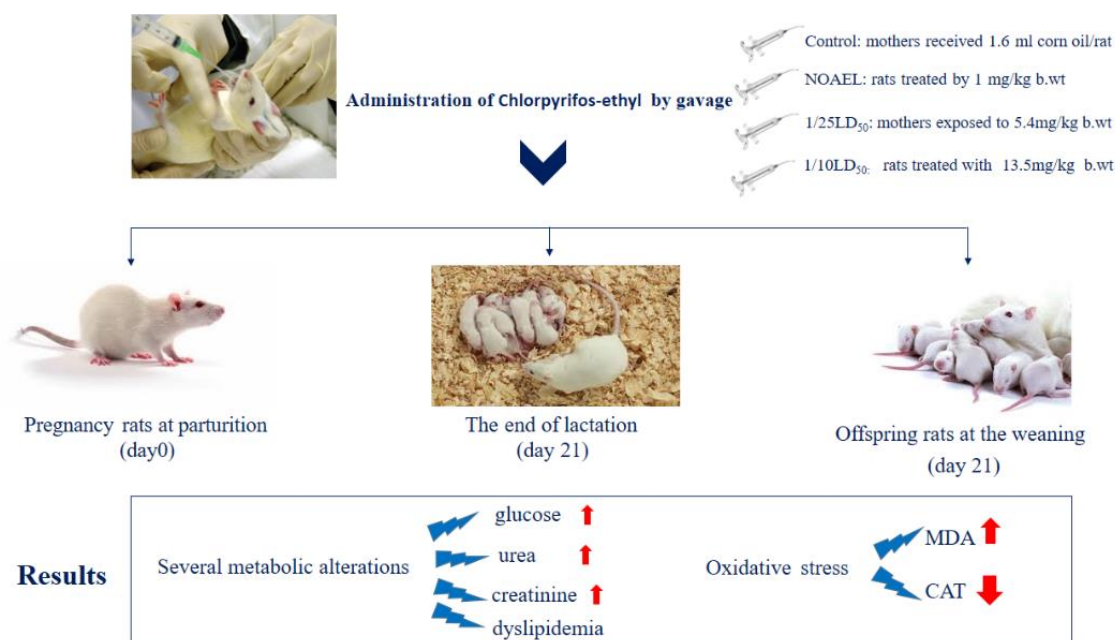 Administration of Chlorpyrifos-ethyl by gavage
Control: mothers received 1.6 ml corn oil/rat
NOAEL: rats treated by 1 mg/kg b.wt
1/25LD50: mothers exposed to 5.4mg/kg b.wt
1/10LD50: rats treated with 13.5mg/kg b.wt
Pregnancy rats at parturition
(day0)
The end of lactation
(day 21)
Offspring rats at the weaning
(day 21)
Results
Several metabolic alterations
glucose
urea
creatinine
dyslipidemia
Oxidative stress
MDA
CAT